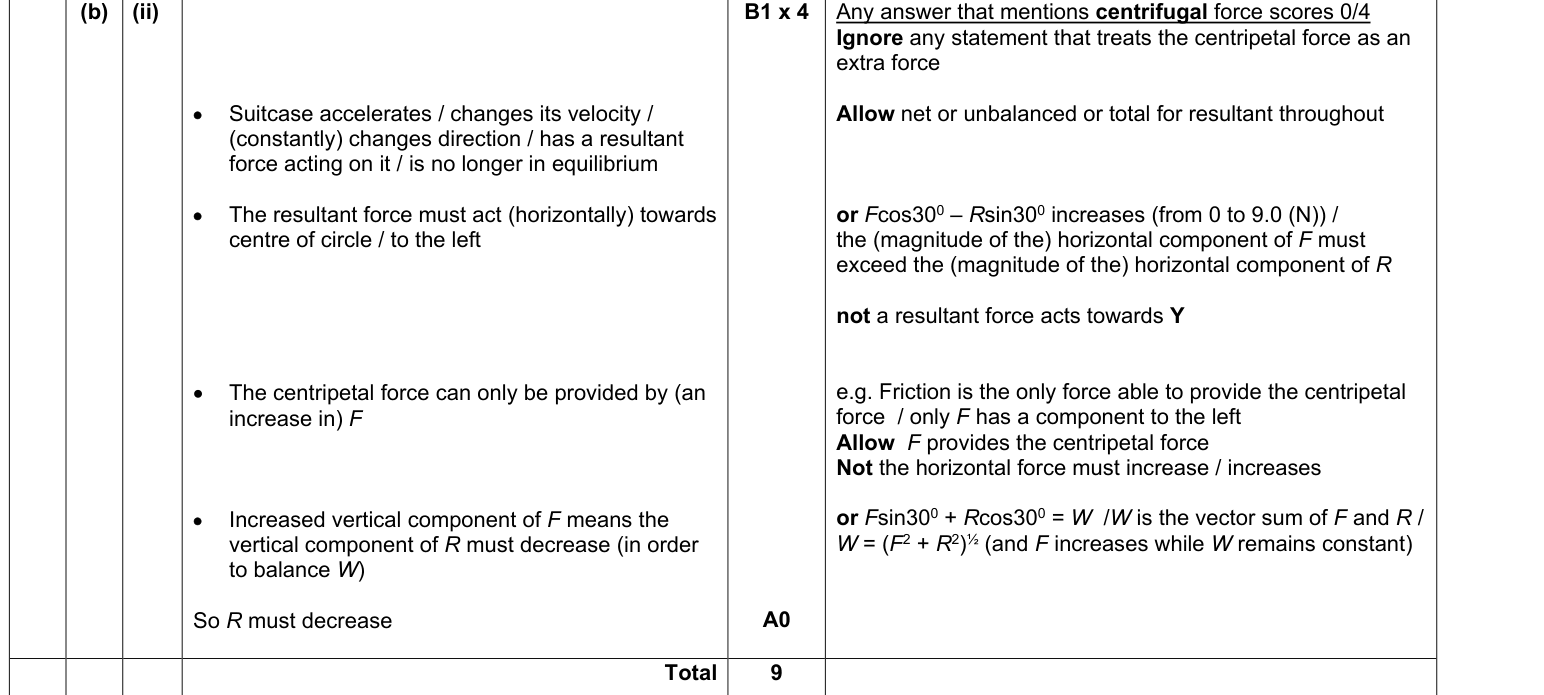 (b) (ii) B1 x 4 Any answer that mentions centrifugal force scores 0/4
Ignore any statement that treats the centripetal force as an
extra force
• Suitcase accelerates / changes its velocity / Allow net or unbalanced or total for resultant throughout
(constantly) changes direction / has a resultant
force acting on it / is no longer in equilibrium
• The resultant force must act (horizontally) towards or Fcos30⁰ – Rsin30⁰ increases (from 0 to 9.0 (N)) /
centre of circle / to the left the (magnitude of the) horizontal component of F must
exceed the (magnitude of the) horizontal component of R
not a resultant force acts towards Y
• The centripetal force can only be provided by (an e.g. Friction is the only force able to provide the centripetal
increase in) F force / only F has a component to the left
Allow F provides the centripetal force
Not the horizontal force must increase / increases
• Increased vertical component of F means the or Fsin30⁰ + Rcos30⁰ = W /W is the vector sum of F and R /
vertical component of R must decrease (in order W = (F² + R²)^½ (and F increases while W remains constant)
to balance W)
So R must decrease A0
Total 9